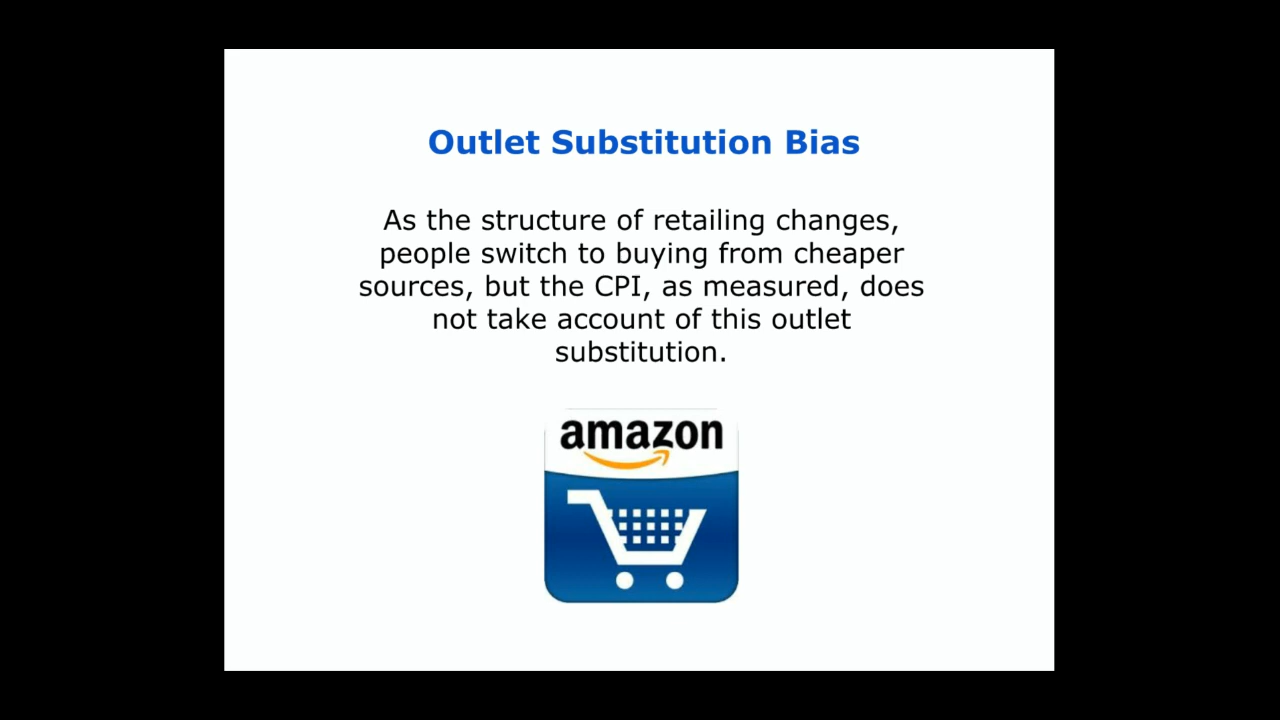 Outlet Substitution Bias
As the structure of retailing changes,
people switch to buying from cheaper
sources, but the CPI, as measured, does
not take account of this outlet
substitution.
amazon